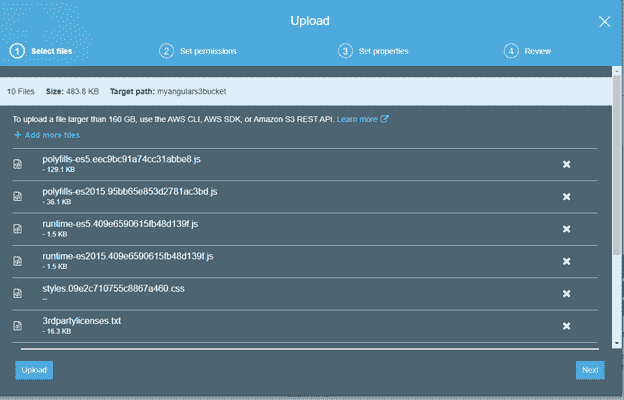 Upload
1 Select files 2 Set permissions 3 Set properties 4 Review
10 Files Size: 483.8 KB Target path: myangulars3bucket
To upload a file larger than 160 GB, use the AWS CLI, AWS SDK, or Amazon S3 REST API. Learn more
+ Add more files
polyfills-es5.eec9bc91a74cc31abbe8.js
- 129.1 KB
polyfills-es2015.95bb65e853d2781ac3bd.js
- 36.1 KB
runtime-es5.409e6590615fb48d139f.js
- 1.5 KB
runtime-es2015.409e6590615fb48d139f.js
- 1.5 KB
styles.09e2c710755c8867a460.css
--
3rdpartylicenses.txt
- 16.3 KB
Upload Next